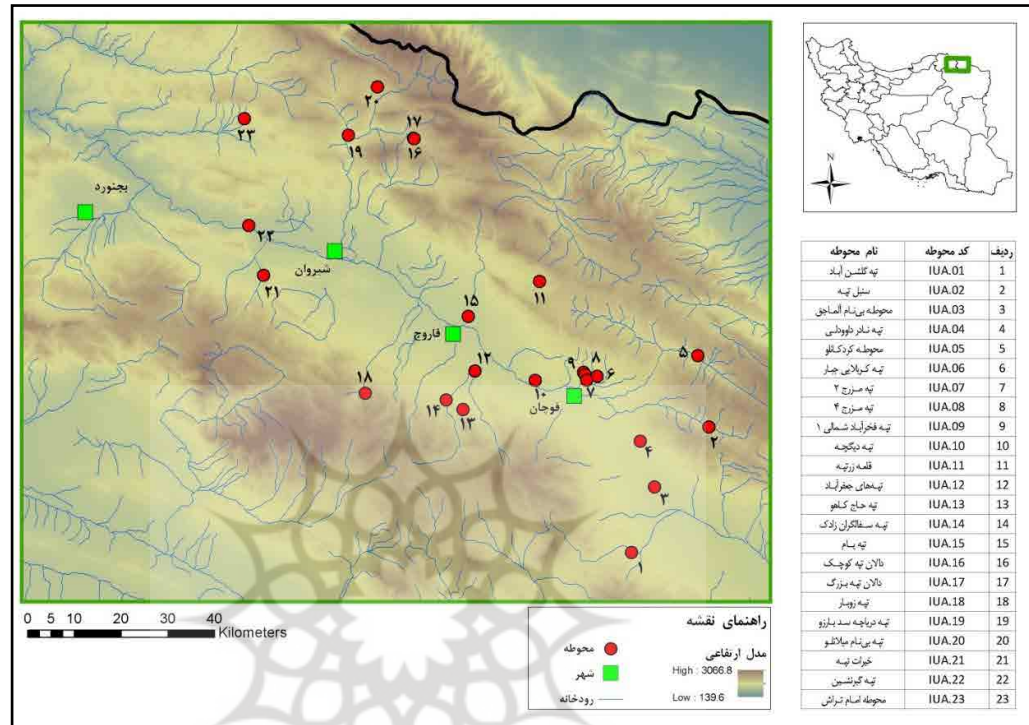 ۲۰
۱۷
۲۳
۱۹
۱۶
بجنورد
۲۲
شیروان
۲۱
۱۱
۱۵
قاروج
۵
۹
۸
۱۲
۶
۱۸
۱۰
۷
۱۴
قوچان
۱۳
۲
۴
۳
۱
0 5 10 20 30 40
Kilometers
راهنمای نقشه
محوطه
شهر
رودخانه
مدل ارتفاعی
High : 3066.8
Low : 139.6
N
ردیف کد محوطه نام محوطه
1 IUA.01 تپه گلشن آباد
2 IUA.02 سنبل تپه
3 IUA.03 محوطه بی‌نام آلماجق
4 IUA.04 تپه نادر داوودلی
5 IUA.05 محوطه کردکانلو
6 IUA.06 تپه کربلایی جبار
7 IUA.07 تپه مزرج ۲
8 IUA.08 تپه مزرج ۴
9 IUA.09 تپه فخرآباد شمالی ۱
10 IUA.10 تپه دیگچه
11 IUA.11 قلعه زرتپه
12 IUA.12 تپه‌های جعفرآباد
13 IUA.13 تپه حاج کاهو
14 IUA.14 تپه سفالگران زادک
15 IUA.15 تپه یام
16 IUA.16 دالان تپه کوچک
17 IUA.17 دالان تپه بزرگ
18 IUA.18 تپه رویار
19 IUA.19 تپه دریاچه سد بارزو
20 IUA.20 تپه بی‌نام میلانلو
21 IUA.21 خیرات تپه
22 IUA.22 تپه گبرنشین
23 IUA.23 محوطه امام تراش